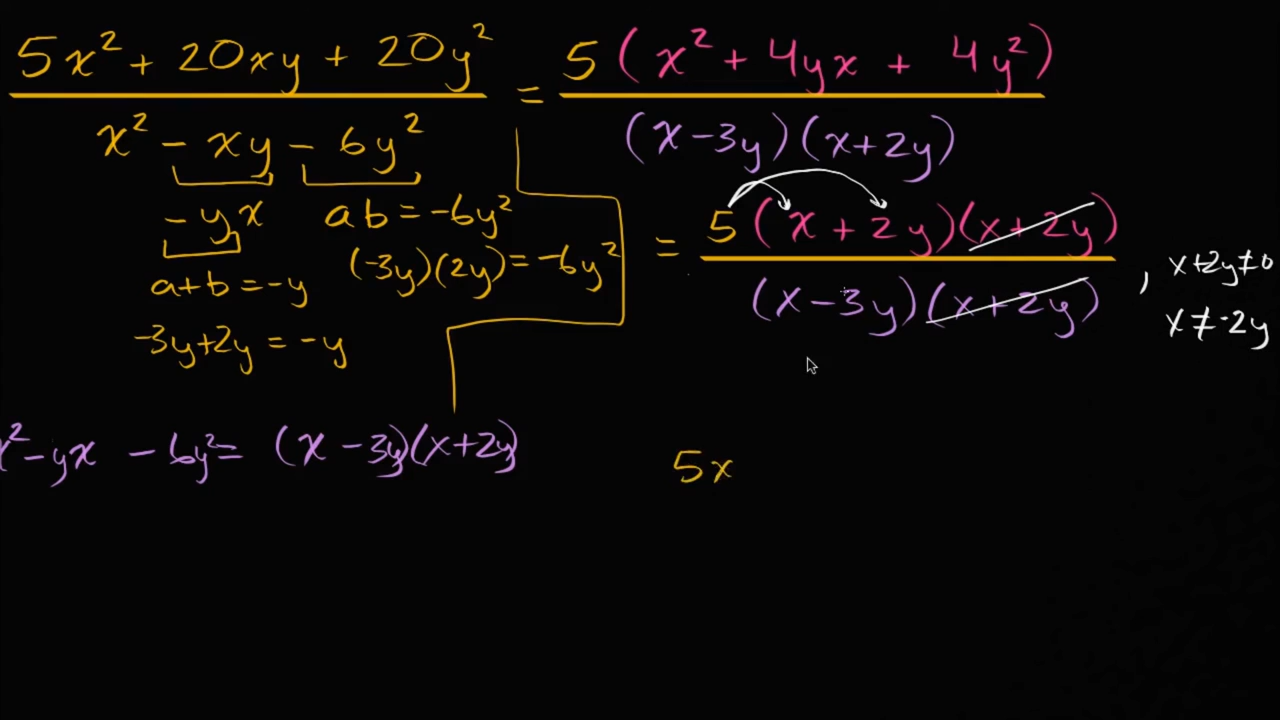 5x² + 20xy + 20y² / x² - xy - 6y² = 5(x² + 4yx + 4y²) / (x-3y)(x+2y)
-yx ab = -6y²
a+b = -y (-3y)(2y) = -6y²
-3y+2y = -y
= 5(x + 2y)(x+2y) / (x-3y)(x+2y) , x+2y≠0
x≠-2y
x² - yx - 6y² = (x - 3y)(x+2y)
5x